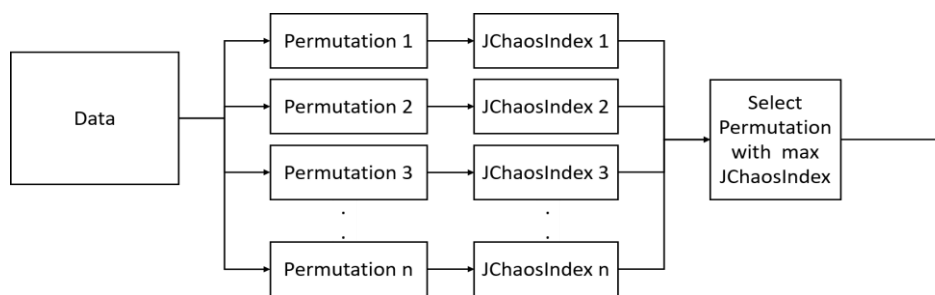 Data
Permutation 1
JChaosIndex 1
Permutation 2
JChaosIndex 2
Permutation 3
JChaosIndex 3
.
.
.
.
Permutation n
JChaosIndex n
Select
Permutation
with max
JChaosIndex